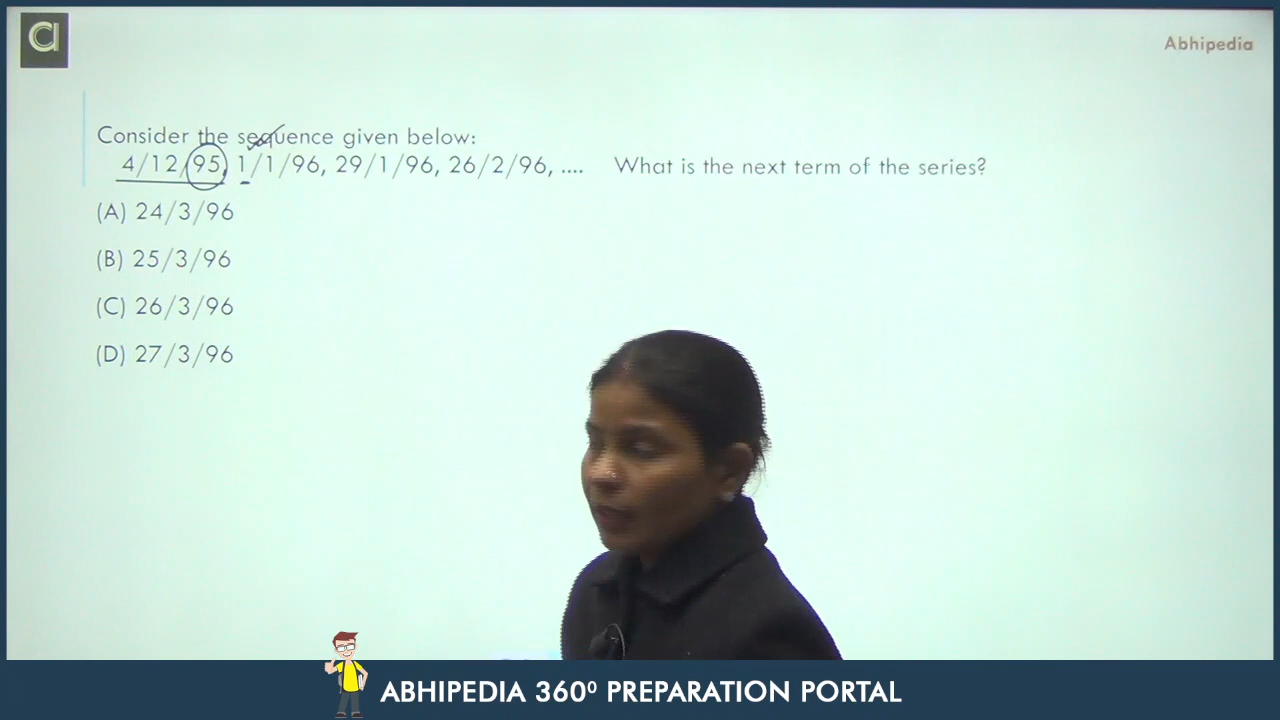 Abhipedia
Consider the sequence given below:
4/12/95, 1/1/96, 29/1/96, 26/2/96, .... What is the next term of the series?
(A) 24/3/96
(B) 25/3/96
(C) 26/3/96
(D) 27/3/96
ABHIPEDIA 360⁰ PREPARATION PORTAL